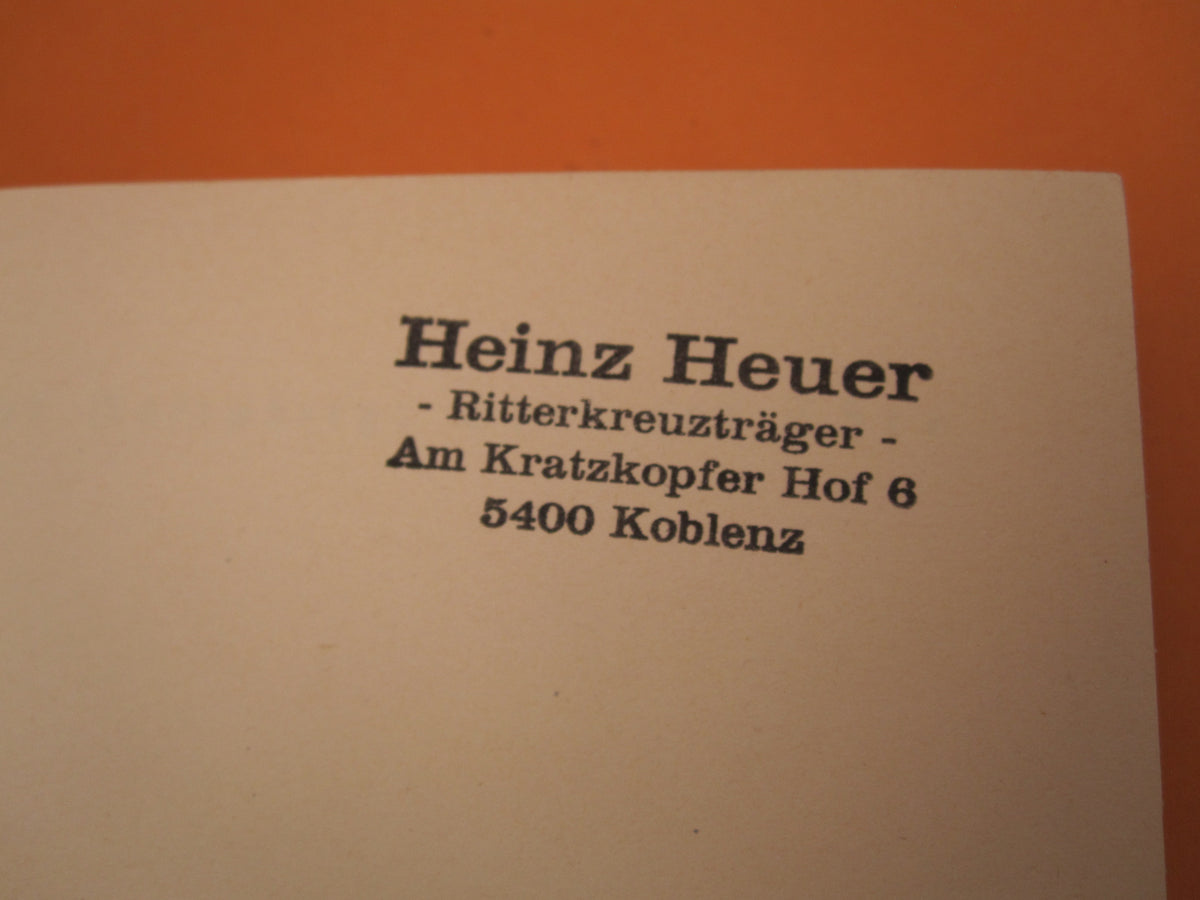 Heinz Heuer
- Ritterkreuzträger -
Am Kratzkopfer Hof 6
5400 Koblenz